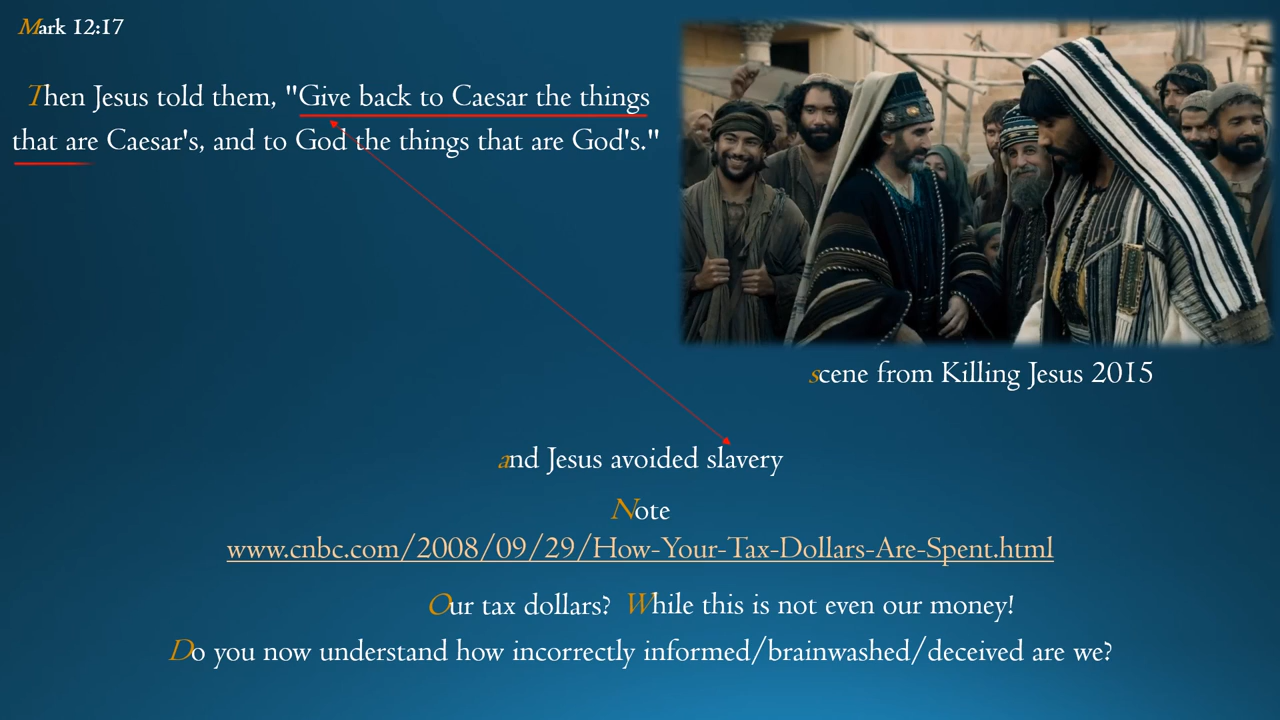 Mark 12:17
Then Jesus told them, "Give back to Caesar the things
that are Caesar's, and to God the things that are God's."
scene from Killing Jesus 2015
and Jesus avoided slavery
Note
www.cnbc.com/2008/09/29/How-Your-Tax-Dollars-Are-Spent.html
Our tax dollars? While this is not even our money!
Do you now understand how incorrectly informed/brainwashed/deceived are we?